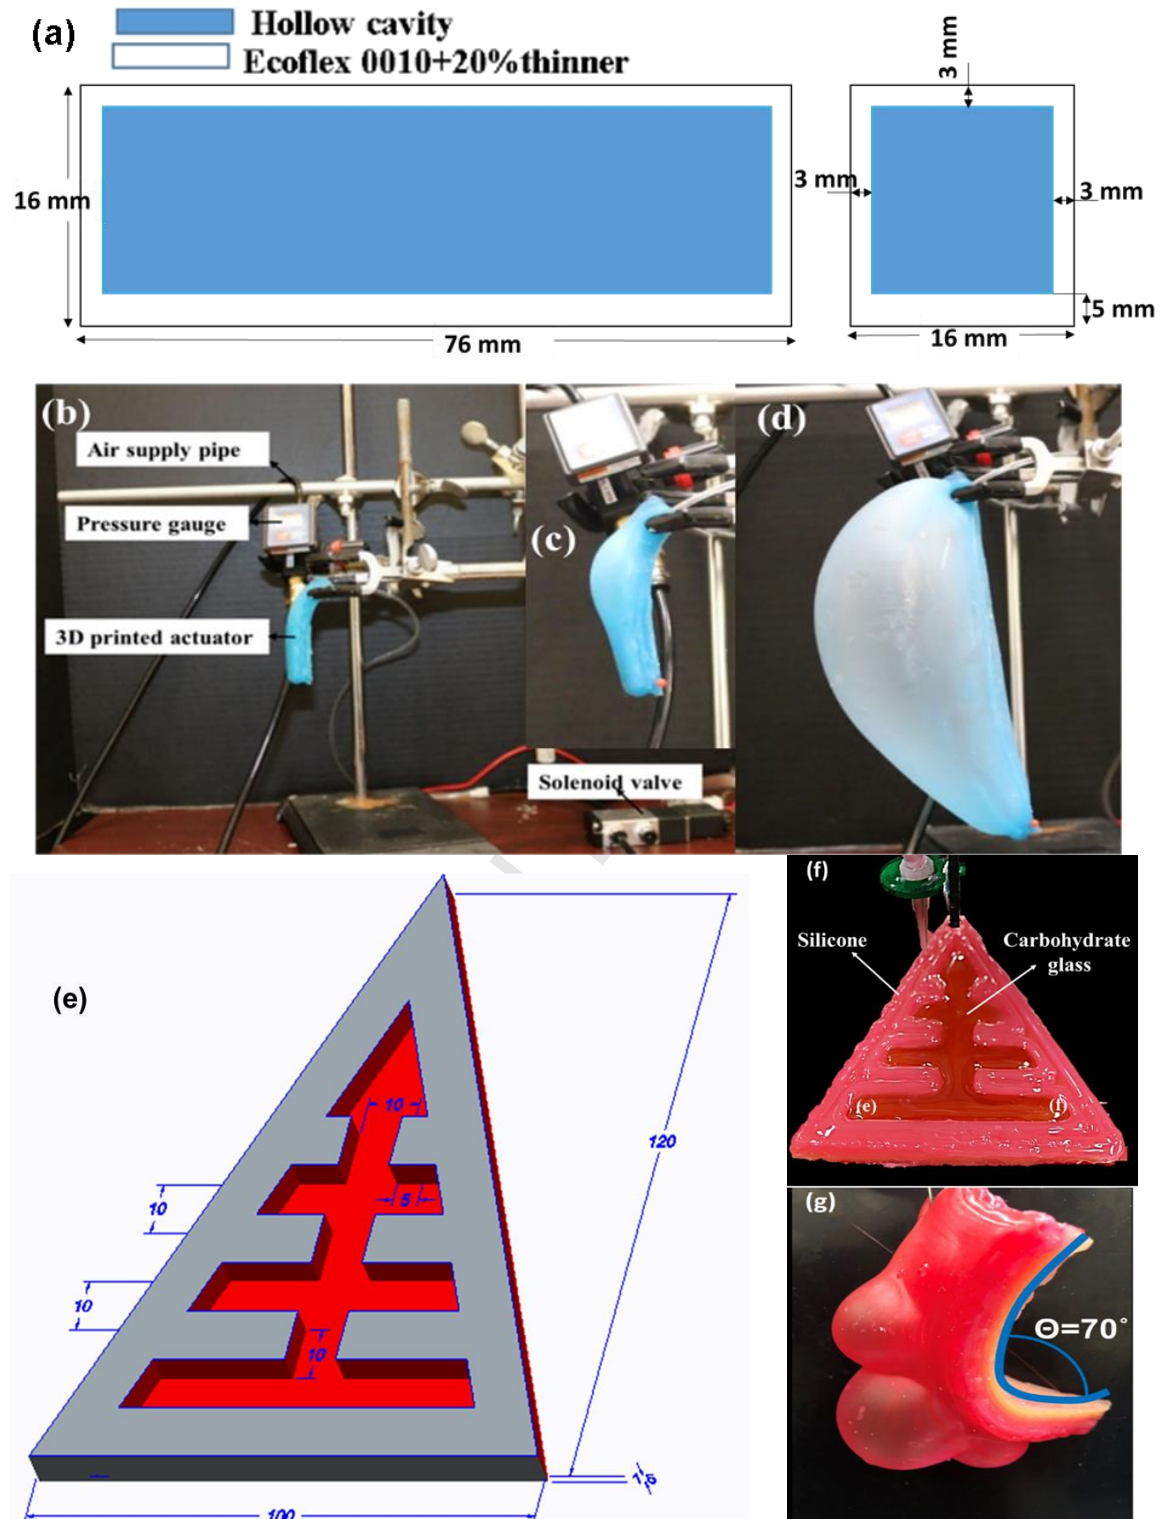 (a)
Hollow cavity
Ecoflex 0010+20%thinner
3 mm
16 mm
3 mm
3 mm
5 mm
76 mm
16 mm
(b)
Air supply pipe
Pressure gauge
3D printed actuator
(c)
Solenoid valve
(d)
(e)
10
5
120
10
10
10
100
(f)
Silicone
Carbohydrate
glass
(e)
(f)
(g)
Θ=70°